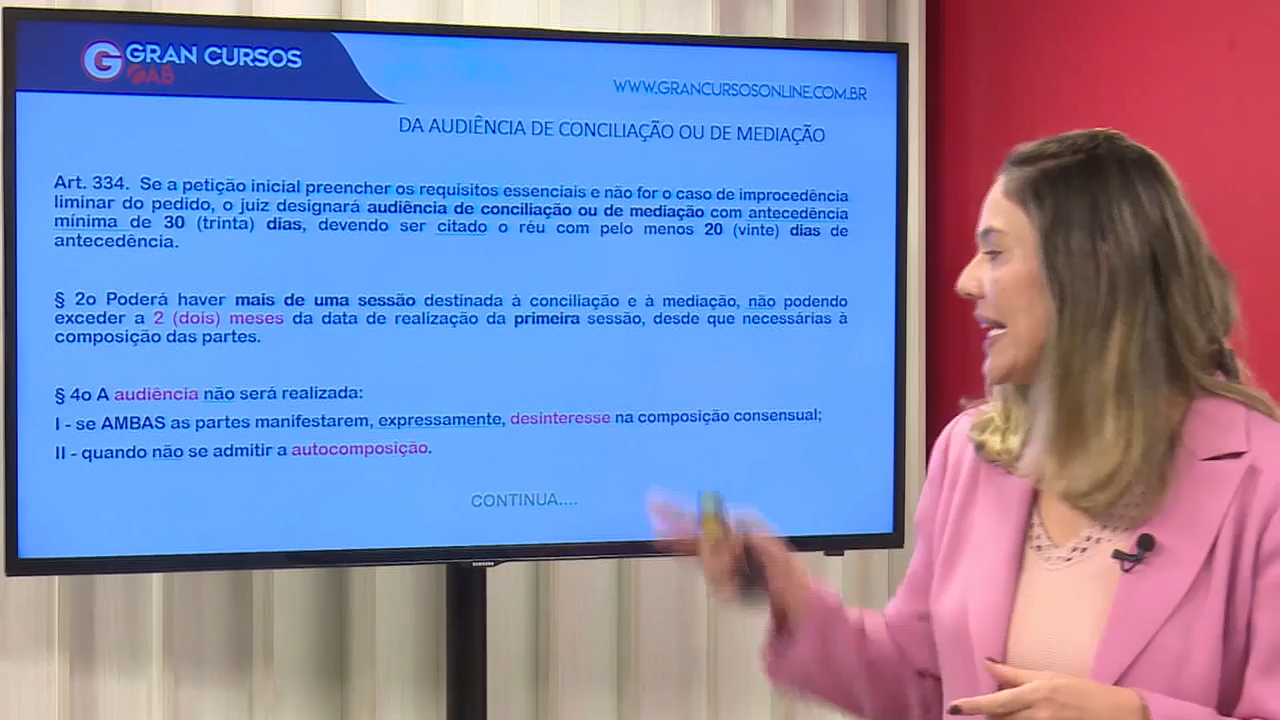 GRAN CURSOS
OAB
WWW.GRANCURSOSONLINE.COM.BR
DA AUDIÊNCIA DE CONCILIAÇÃO OU DE MEDIAÇÃO
Art. 334. Se a petição inicial preencher os requisitos essenciais e não for o caso de improcedência
liminar do pedido, o juiz designará audiência de conciliação ou de mediação com antecedência
mínima de 30 (trinta) dias, devendo ser citado o réu com pelo menos 20 (vinte) dias de
antecedência.
§ 2o Poderá haver mais de uma sessão destinada à conciliação e à mediação, não podendo
exceder a 2 (dois) meses da data de realização da primeira sessão, desde que necessárias à
composição das partes.
§ 4o A audiência não será realizada:
I - se AMBAS as partes manifestarem, expressamente, desinteresse na composição consensual;
II - quando não se admitir a autocomposição.
CONTINUA....
SAMSUNG